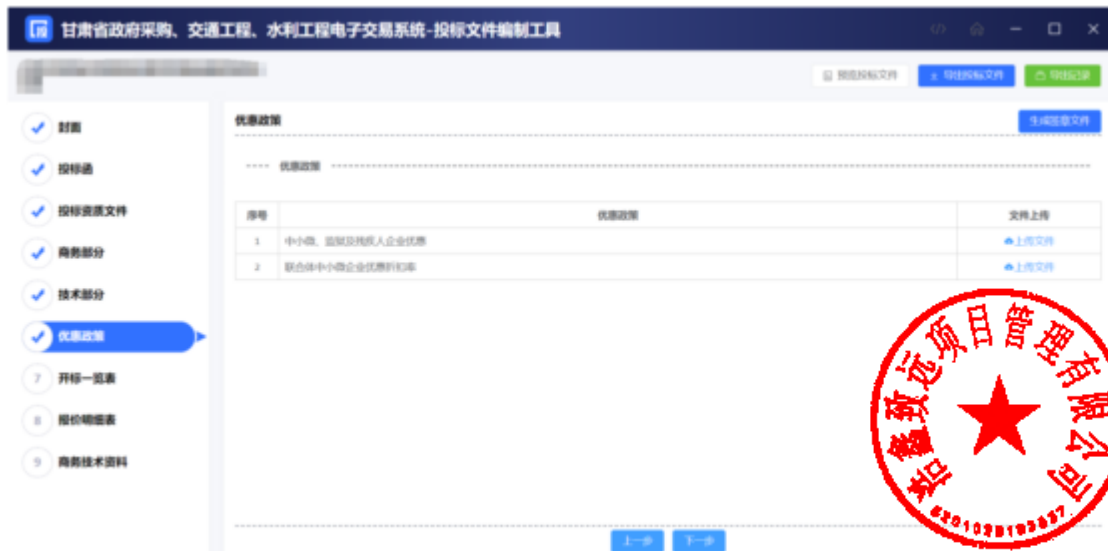 甘肃省政府采购、交通工程、水利工程电子交易系统-投标文件编制工具
预览投标文件 导出投标文件 导出记录
封面
投标函
投标资质文件
商务部分
技术部分
优惠政策
7 开标一览表
8 报价明细表
9 商务技术资料
优惠政策 生成签章文件
优惠政策
序号 优惠政策 文件上传
1 中小微、监狱及残疾人企业优惠 上传文件
2 联合体中小微企业优惠折扣率 上传文件
上一步 下一步
致远项目管理有限公司